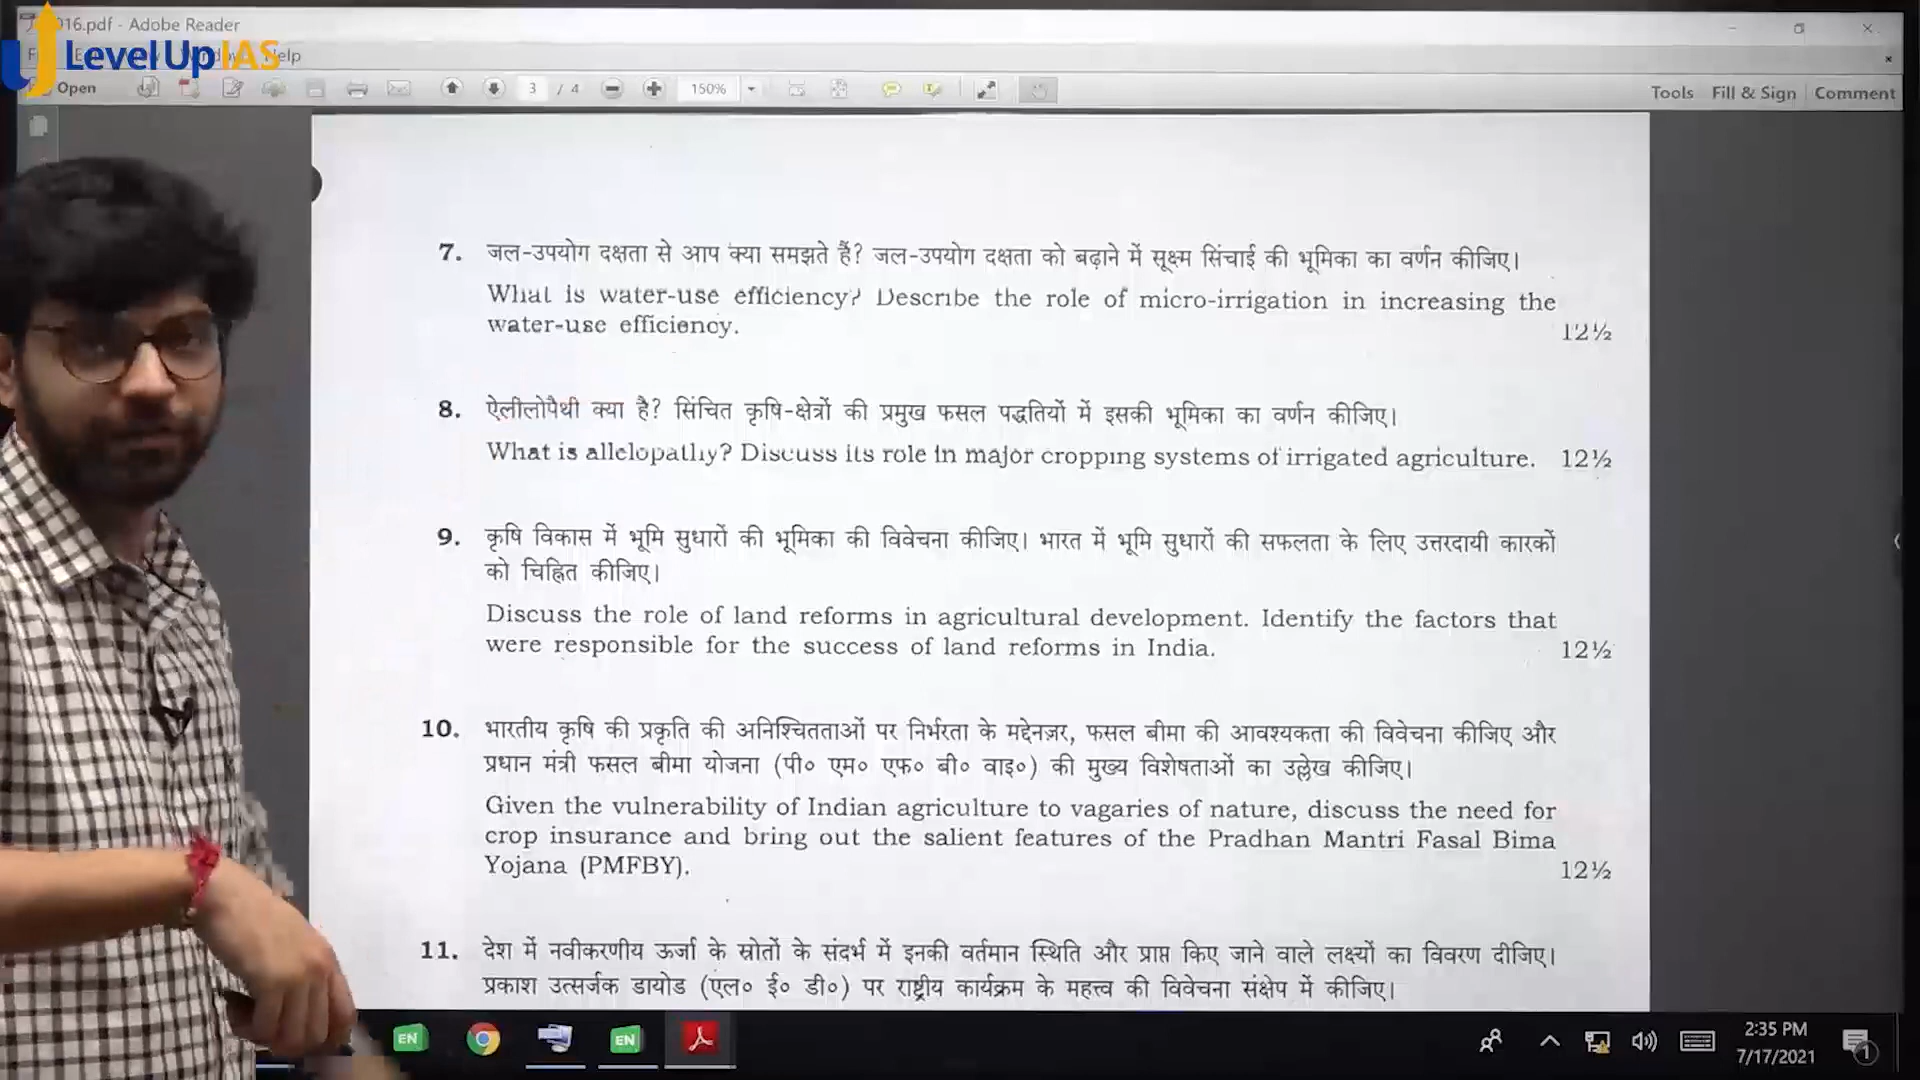 016.pdf - Adobe Reader
LevelUp IAS
Help
Open
3 / 4
150%
Tools Fill & Sign Comment
7. जल-उपयोग दक्षता से आप क्या समझते हैं? जल-उपयोग दक्षता को बढ़ाने में सूक्ष्म सिंचाई की भूमिका का वर्णन कीजिए।
What is water-use efficiency? Describe the role of micro-irrigation in increasing the
water-use efficiency. 12½
8. ऐलीलोपैथी क्या है? सिंचित कृषि-क्षेत्रों की प्रमुख फसल पद्धतियों में इसकी भूमिका का वर्णन कीजिए।
What is allelopathy? Discuss its role in major cropping systems of irrigated agriculture. 12½
9. कृषि विकास में भूमि सुधारों की भूमिका की विवेचना कीजिए। भारत में भूमि सुधारों की सफलता के लिए उत्तरदायी कारकों
को चिह्नित कीजिए।
Discuss the role of land reforms in agricultural development. Identify the factors that
were responsible for the success of land reforms in India. 12½
10. भारतीय कृषि की प्रकृति की अनिश्चितताओं पर निर्भरता के मद्देनज़र, फसल बीमा की आवश्यकता की विवेचना कीजिए और
प्रधान मंत्री फसल बीमा योजना (पी० एम० एफ० बी० वाइ०) की मुख्य विशेषताओं का उल्लेख कीजिए।
Given the vulnerability of Indian agriculture to vagaries of nature, discuss the need for
crop insurance and bring out the salient features of the Pradhan Mantri Fasal Bima
Yojana (PMFBY). 12½
11. देश में नवीकरणीय ऊर्जा के स्रोतों के संदर्भ में इनकी वर्तमान स्थिति और प्राप्त किए जाने वाले लक्ष्यों का विवरण दीजिए।
प्रकाश उत्सर्जक डायोड (एल० ई० डी०) पर राष्ट्रीय कार्यक्रम के महत्त्व की विवेचना संक्षेप में कीजिए।
EN
EN
2:35 PM
7/17/2021
1